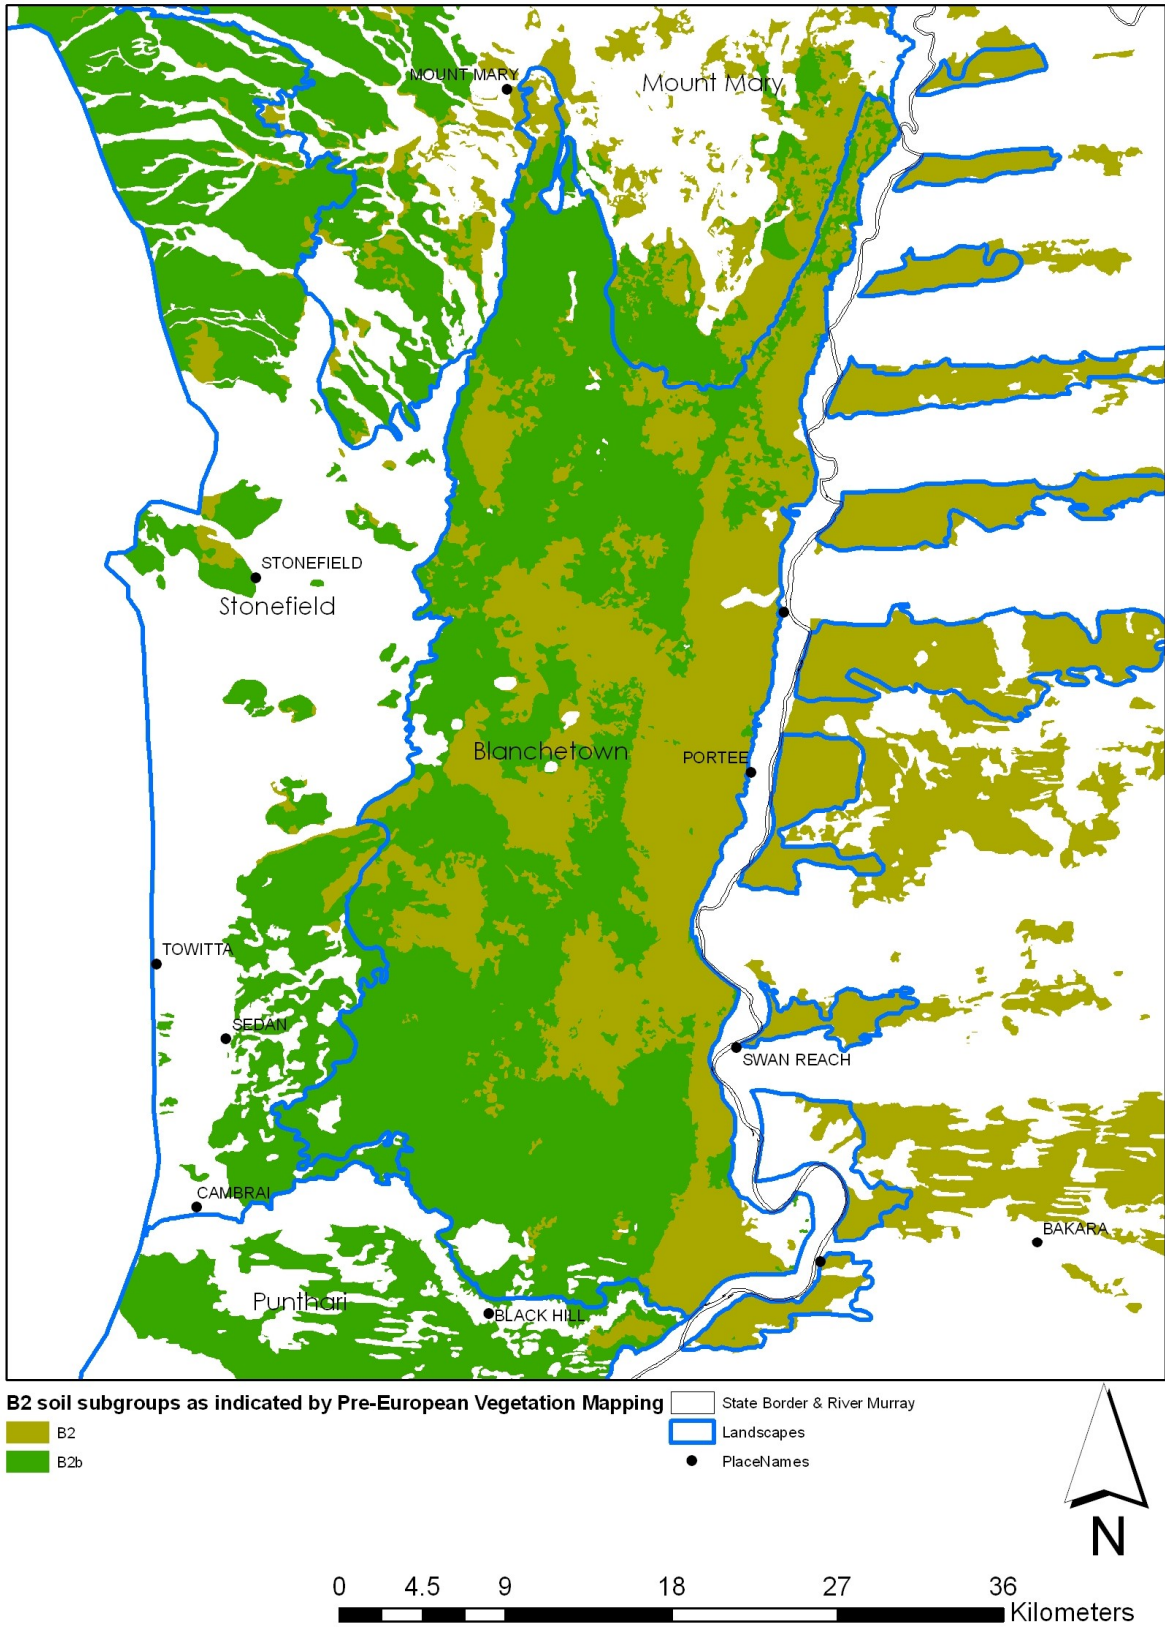 MOUNT MARY
Mount Mary
STONEFIELD
Stonefield
Blanchetown
PORTEE
TOWITTA
SEDAN
SWAN REACH
CAMBRAI
BAKARA
Punthari
BLACK HILL
B2 soil subgroups as indicated by Pre-European Vegetation Mapping
B2
B2b
State Border & River Murray
Landscapes
PlaceNames
N
0 4.5 9 18 27 36
Kilometers